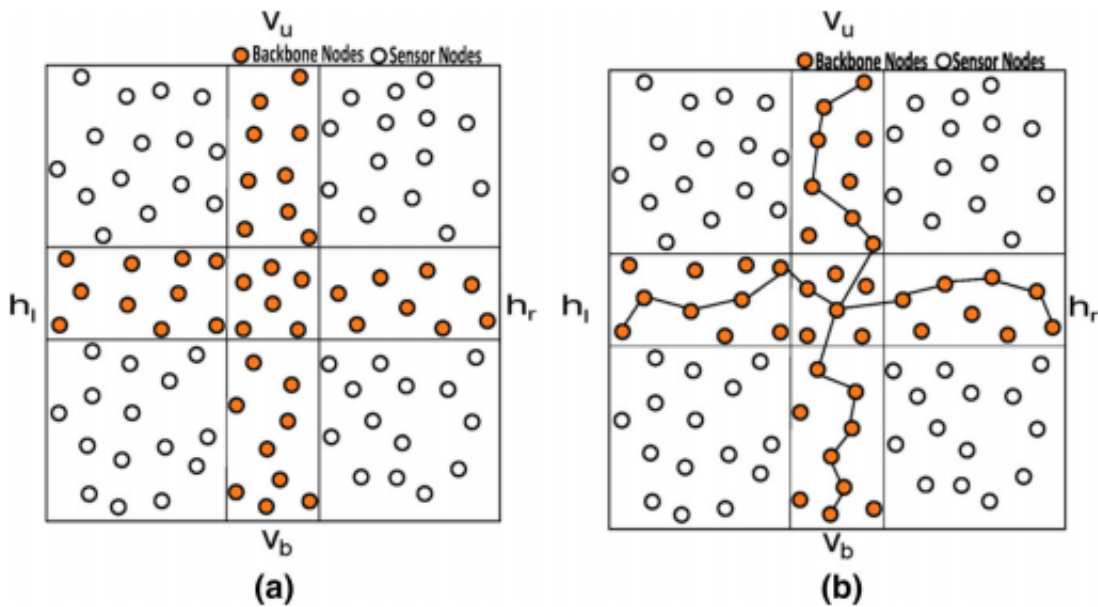 Vu
Backbone Nodes Sensor Nodes
hl
hr
Vb
(a)
Vu
Backbone Nodes Sensor Nodes
hl
hr
Vb
(b)